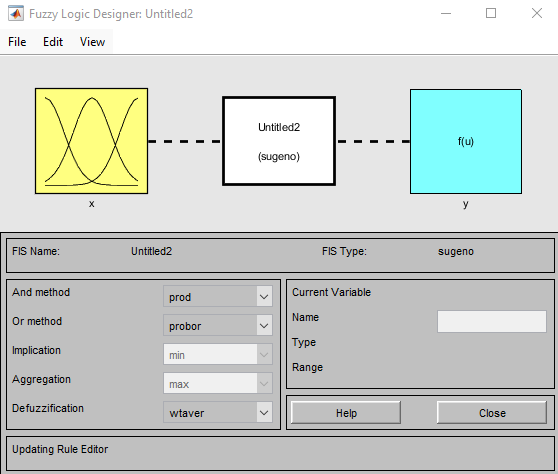 Fuzzy Logic Designer: Untitled2
File Edit View
Untitled2
(sugeno)
f(u)
x
y
FIS Name: Untitled2 FIS Type: sugeno
And method prod
Or method probor
Implication min
Aggregation max
Defuzzification wtaver
Current Variable
Name
Type
Range
Help Close
Updating Rule Editor